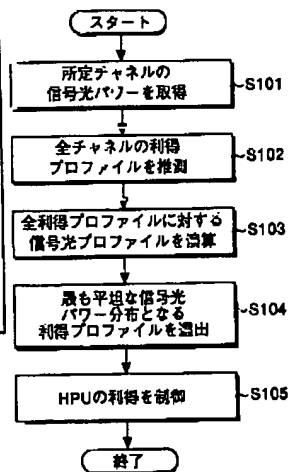 スタート
所定チャネルの
信号光パワーを取得
S101
全チャネルの利得
プロファイルを推測
S102
全利得プロファイルに対する
信号光プロファイルを演算
S103
最も平坦な信号光
パワー分布となる
利得プロファイルを選出
S104
HPUの利得を制御
S105
終了